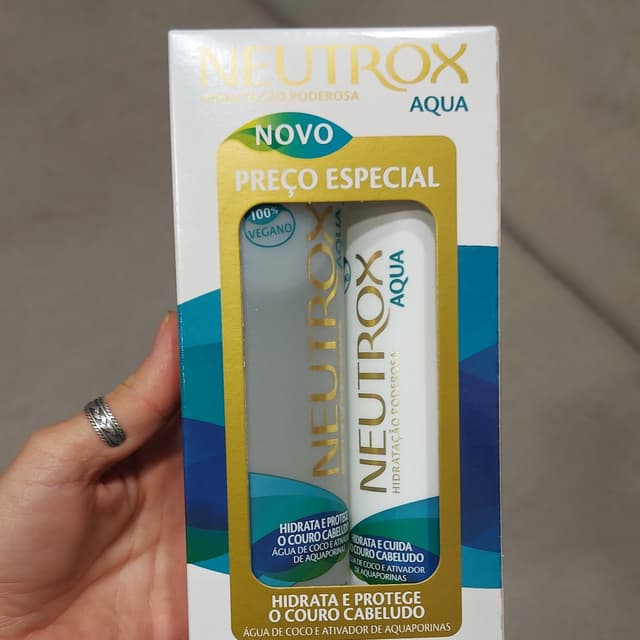 NEUTROX
HIDRATAÇÃO PODEROSA
AQUA
NOVO
PREÇO ESPECIAL
100%
VEGANO
NEUTROX
AQUA
HIDRATA E PROTEGE
O COURO CABELUDO
ÁGUA DE COCO E ATIVADOR
DE AQUAPORINAS
NEUTROX
AQUA
HIDRATAÇÃO PODEROSA
HIDRATA E CUIDA
O COURO CABELUDO
ÁGUA DE COCO E ATIVADOR
DE AQUAPORINAS
HIDRATA E PROTEGE
O COURO CABELUDO
ÁGUA DE COCO E ATIVADOR DE AQUAPORINAS